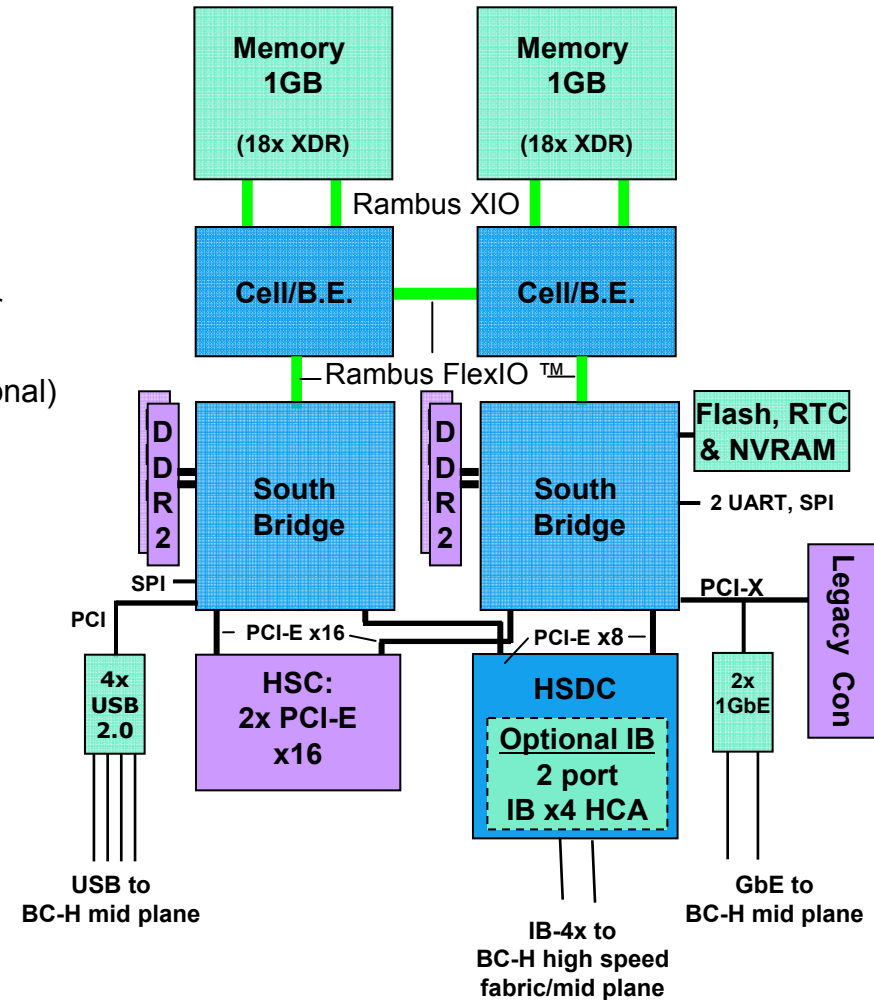 Memory
1GB
(18x XDR)
Memory
1GB
(18x XDR)
Rambus XIO
Cell/B.E.
Cell/B.E.
onal)
Rambus FlexIO ™
D
D
R
2
South
Bridge
D
D
R
2
South
Bridge
Flash, RTC
& NVRAM
2 UART, SPI
SPI
PCI
PCI-X
Legacy Con
PCI-E x16
PCI-E x8
4x
USB
2.0
HSC:
2x PCI-E
x16
HSDC
Optional IB
2 port
IB x4 HCA
2x
1GbE
USB to
BC-H mid plane
GbE to
BC-H mid plane
IB-4x to
BC-H high speed
fabric/mid plane